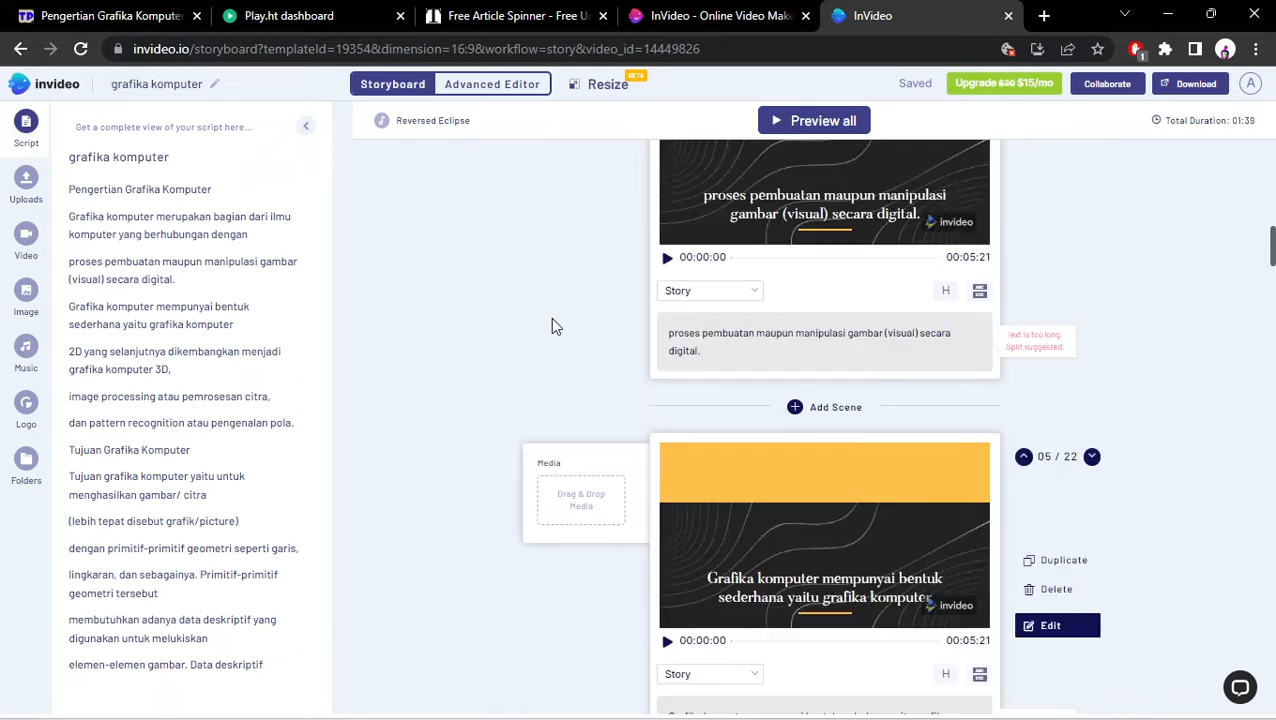 Pengertian Grafika Komputer
Play.ht dashboard
Free Article Spinner - Free U
InVideo - Online Video Make
InVideo
invideo.io/storyboard?templateId=19354&dimension=16:9&workflow=story&video_id=14449826
1
invideo
grafika komputer
Storyboard
Advanced Editor
Resize
BETA
Saved
Upgrade $30 $15/mo
Collaborate
Download
A
Script
Uploads
Video
Image
Music
Logo
Folders
Get a complete view of your script here...
grafika komputer
Pengertian Grafika Komputer
Grafika komputer merupakan bagian dari ilmu
komputer yang berhubungan dengan
proses pembuatan maupun manipulasi gambar
(visual) secara digital.
Grafika komputer mempunyai bentuk
sederhana yaitu grafika komputer
2D yang selanjutnya dikembangkan menjadi
grafika komputer 3D,
image processing atau pemrosesan citra,
dan pattern recognition atau pengenalan pola.
Tujuan Grafika Komputer
Tujuan grafika komputer yaitu untuk
menghasilkan gambar/ citra
(lebih tepat disebut grafik/picture)
dengan primitif-primitif geometri seperti garis,
lingkaran, dan sebagainya. Primitif-primitif
geometri tersebut
membutuhkan adanya data deskriptif yang
digunakan untuk melukiskan
elemen-elemen gambar. Data deskriptif
Reversed Eclipse
Preview all
Total Duration: 01:39
proses pembuatan maupun manipulasi
gambar (visual) secara digital.
invideo
00:00:00
00:05:21
Story
H
proses pembuatan maupun manipulasi gambar (visual) secara
digital.
Text is too long.
Split suggested.
Add Scene
Media
Drag & Drop
Media
Grafika komputer mempunyai bentuk
sederhana yaitu grafika komputer
invideo
00:00:00
00:05:21
Story
H
05 / 22
Duplicate
Delete
Edit